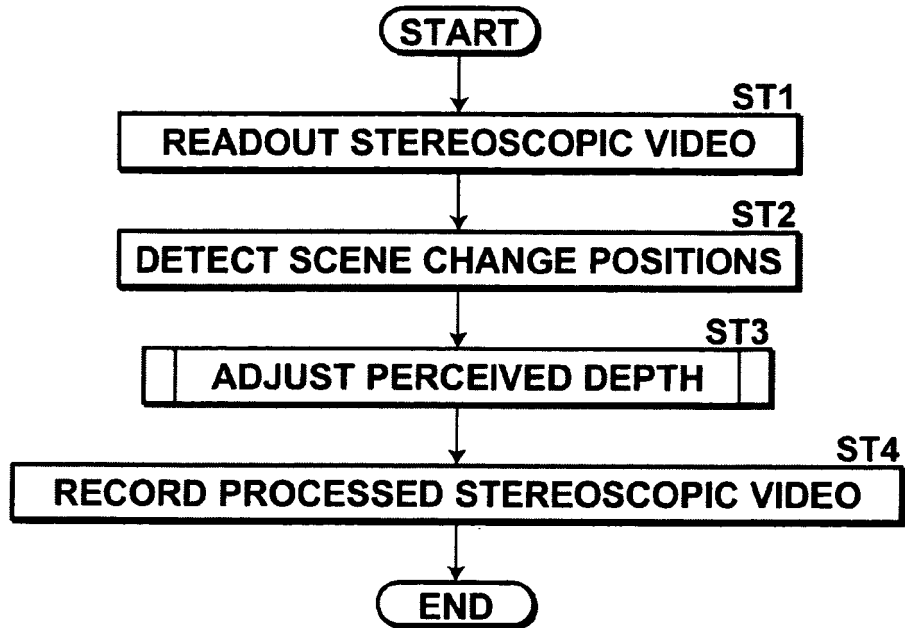 START
ST1
READOUT STEREOSCOPIC VIDEO
ST2
DETECT SCENE CHANGE POSITIONS
ST3
ADJUST PERCEIVED DEPTH
ST4
RECORD PROCESSED STEREOSCOPIC VIDEO
END